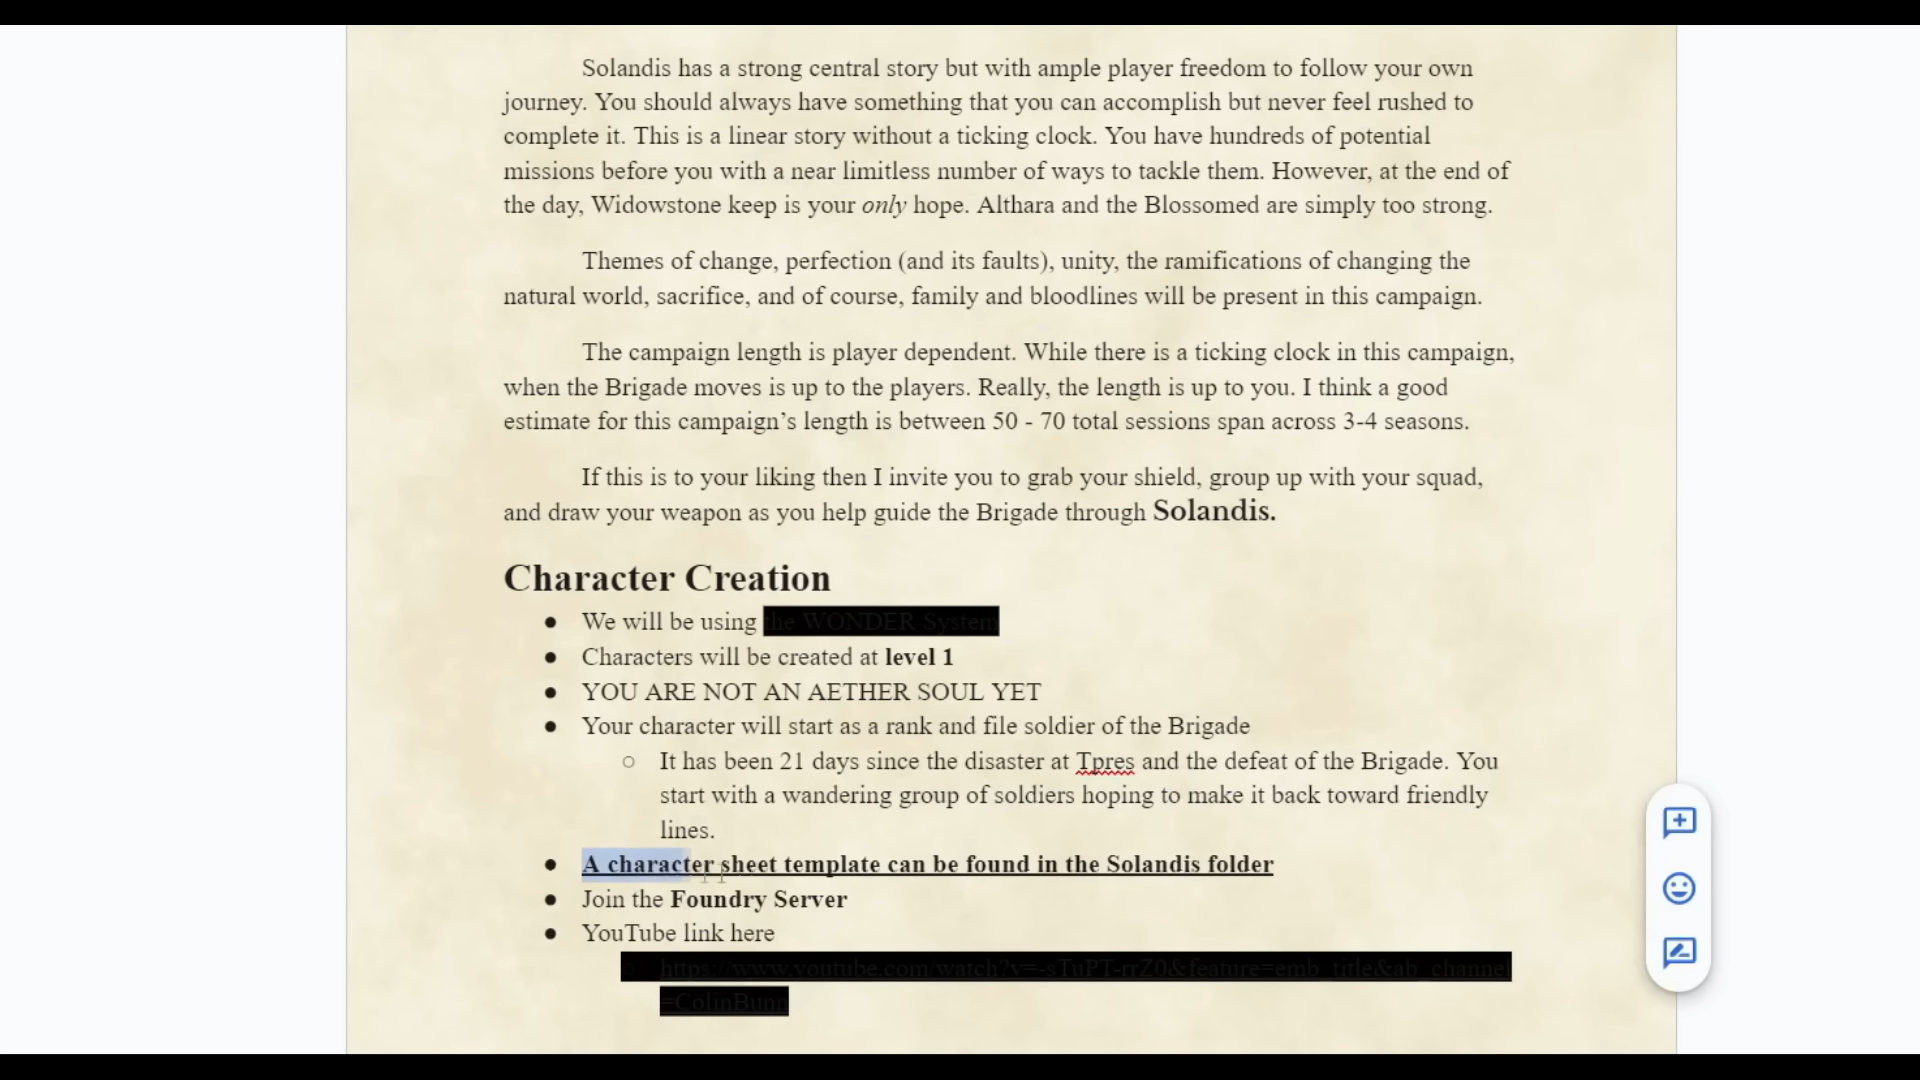 Solandis has a strong central story but with ample player freedom to follow your own
journey. You should always have something that you can accomplish but never feel rushed to
complete it. This is a linear story without a ticking clock. You have hundreds of potential
missions before you with a near limitless number of ways to tackle them. However, at the end of
the day, Widowstone keep is your only hope. Althara and the Blossomed are simply too strong.
Themes of change, perfection (and its faults), unity, the ramifications of changing the
natural world, sacrifice, and of course, family and bloodlines will be present in this campaign.
The campaign length is player dependent. While there is a ticking clock in this campaign,
when the Brigade moves is up to the players. Really, the length is up to you. I think a good
estimate for this campaign’s length is between 50 - 70 total sessions span across 3-4 seasons.
If this is to your liking then I invite you to grab your shield, group up with your squad,
and draw your weapon as you help guide the Brigade through Solandis.
Character Creation
● We will be using the WONDER System
● Characters will be created at level 1
● YOU ARE NOT AN AETHER SOUL YET
● Your character will start as a rank and file soldier of the Brigade
○ It has been 21 days since the disaster at Tpres and the defeat of the Brigade. You
start with a wandering group of soldiers hoping to make it back toward friendly
lines.
● A character sheet template can be found in the Solandis folder
● Join the Foundry Server
● YouTube link here